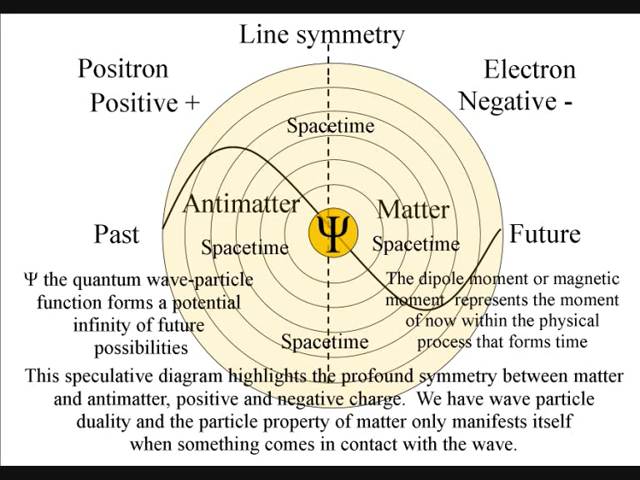 Line symmetry
Positron
Positive +
Electron
Negative -
Spacetime
Antimatter
Matter
Ψ
Spacetime
Spacetime
Past
Future
Ψ the quantum wave-particle
function forms a potential
infinity of future
possibilities
The dipole moment or magnetic
moment represents the moment
of now within the physical
process that forms time
Spacetime
This speculative diagram highlights the profound symmetry between matter
and antimatter, positive and negative charge. We have wave particle
duality and the particle property of matter only manifests itself
when something comes in contact with the wave.